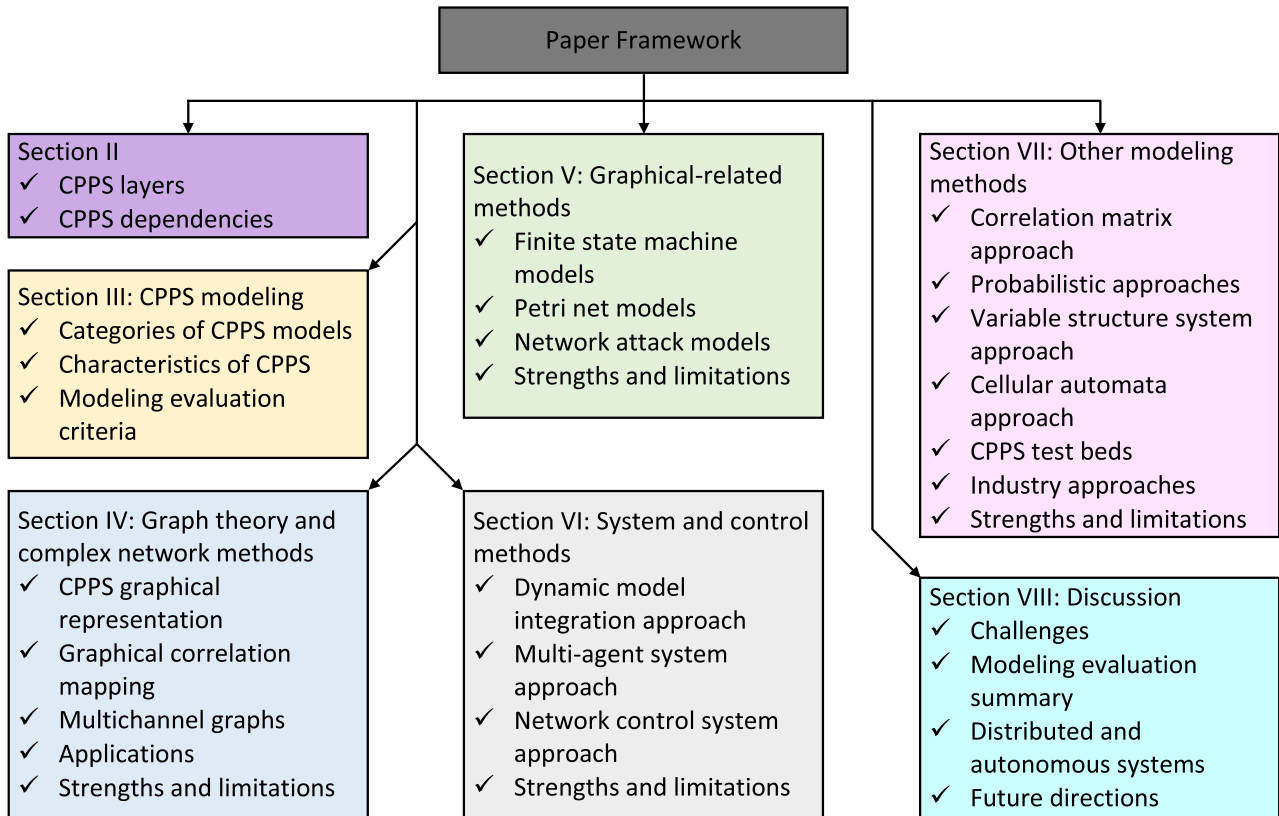 Paper Framework
Section II
✓ CPPS layers
✓ CPPS dependencies
Section III: CPPS modeling
✓ Categories of CPPS models
✓ Characteristics of CPPS
✓ Modeling evaluation
criteria
Section IV: Graph theory and
complex network methods
✓ CPPS graphical
representation
✓ Graphical correlation
mapping
✓ Multichannel graphs
✓ Applications
✓ Strengths and limitations
Section V: Graphical-related
methods
✓ Finite state machine
models
✓ Petri net models
✓ Network attack models
✓ Strengths and limitations
Section VI: System and control
methods
✓ Dynamic model
integration approach
✓ Multi-agent system
approach
✓ Network control system
approach
✓ Strengths and limitations
Section VII: Other modeling
methods
✓ Correlation matrix
approach
✓ Probabilistic approaches
✓ Variable structure system
approach
✓ Cellular automata
approach
✓ CPPS test beds
✓ Industry approaches
✓ Strengths and limitations
Section VIII: Discussion
✓ Challenges
✓ Modeling evaluation
summary
✓ Distributed and
autonomous systems
✓ Future directions